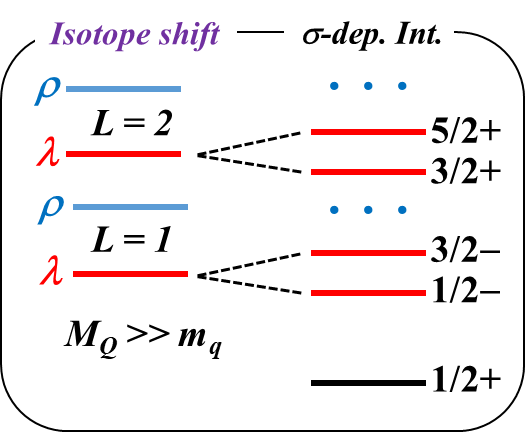 Isotope shift — σ-dep. Int.
ρ
L = 2
λ
5/2+
3/2+
ρ
L = 1
λ
3/2−
1/2−
M_Q >> m_q
1/2+